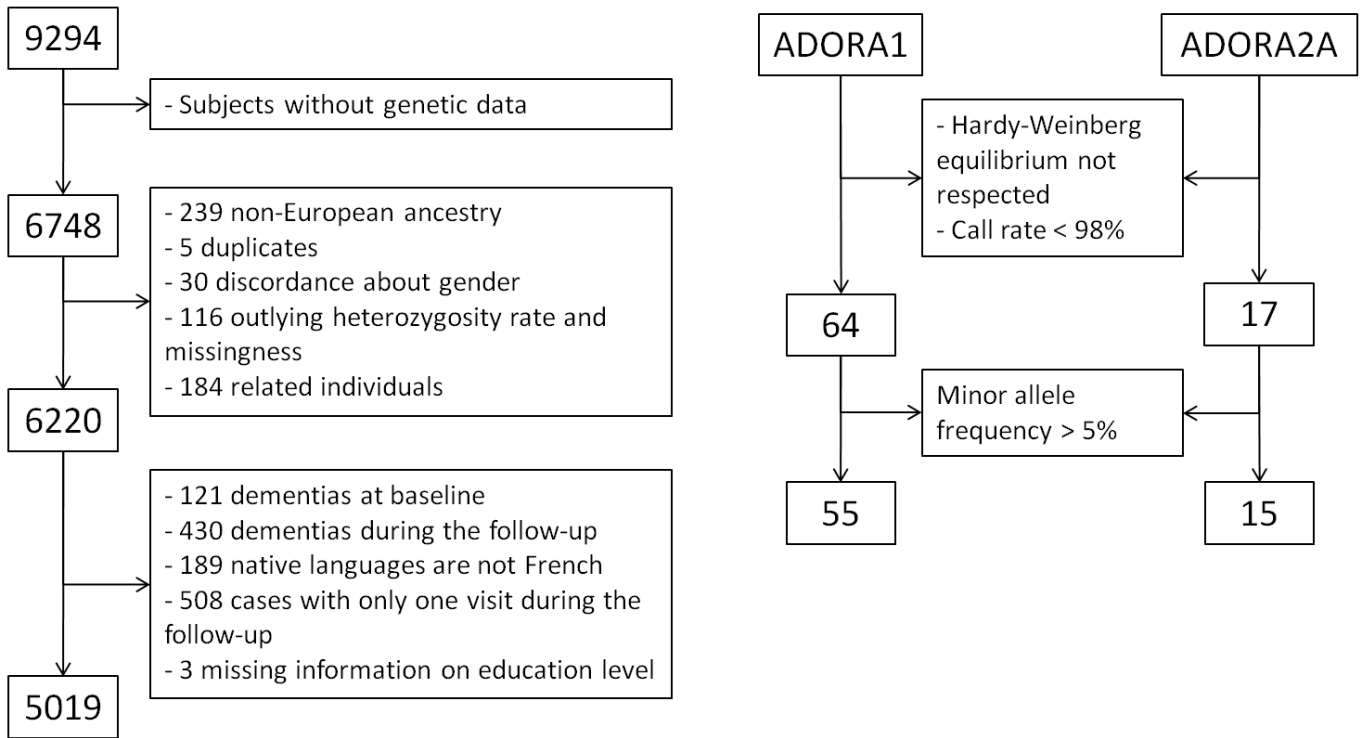 9294
- Subjects without genetic data
6748
- 239 non-European ancestry
- 5 duplicates
- 30 discordance about gender
- 116 outlying heterozygosity rate and
missingness
- 184 related individuals
6220
- 121 dementias at baseline
- 430 dementias during the follow-up
- 189 native languages are not French
- 508 cases with only one visit during the
follow-up
- 3 missing information on education level
5019
ADORA1
ADORA2A
- Hardy-Weinberg
equilibrium not
respected
- Call rate < 98%
64
17
Minor allele
frequency > 5%
55
15